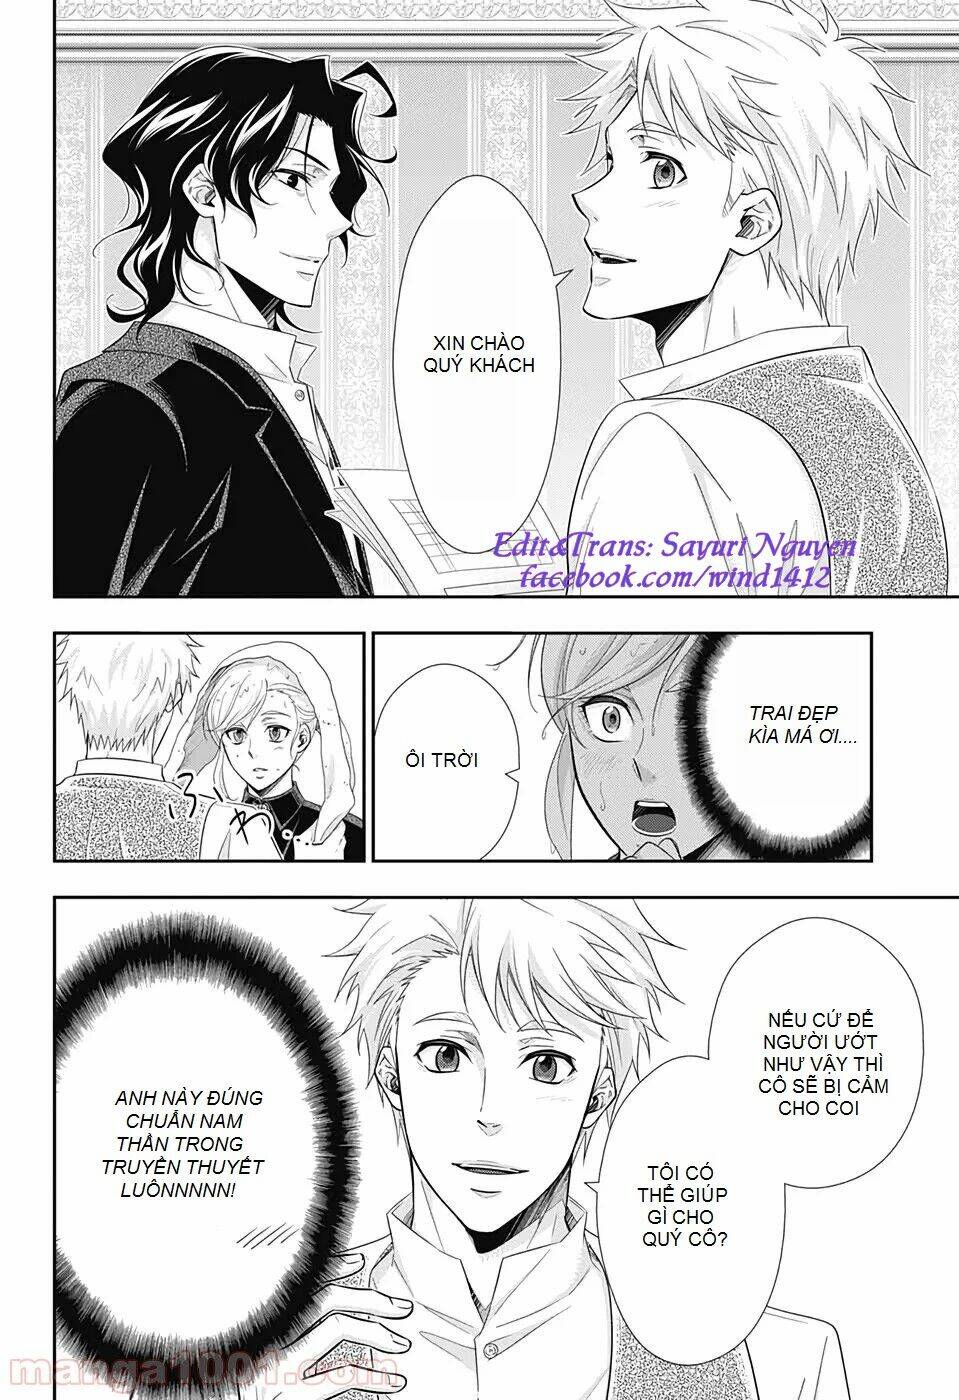 XIN CHÀO
QUÝ KHÁCH
Edit&Trans: Sayuri Nguyen
facebook.com/wind1412
ふわ
ÔI TRỜI
TRAI ĐẸP
KÌA MÁ ƠI....
NẾU CỨ ĐỂ
NGƯỜI ƯỚT
NHƯ VẬY THÌ
CÔ SẼ BỊ CẢM
CHO COI
ANH NÀY ĐÚNG
CHUẨN NAM
THẦN TRONG
TRUYỀN THUYẾT
LUÔNNNNN!
TÔI CÓ
THỂ GIÚP
GÌ CHO
QUÝ CÔ?
manga1001.com